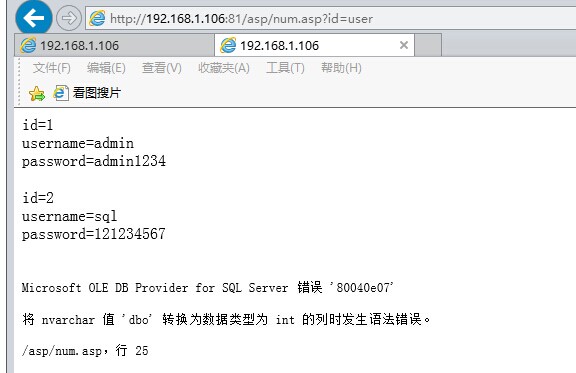 http://192.168.1.106:81/asp/num.asp?id=user
192.168.1.106
192.168.1.106
文件(F) 编辑(E) 查看(V) 收藏夹(A) 工具(T) 帮助(H)
看图搜片
id=1
username=admin
password=admin1234
id=2
username=sql
password=121234567
Microsoft OLE DB Provider for SQL Server 错误 '80040e07'
将 nvarchar 值 'dbo' 转换为数据类型为 int 的列时发生语法错误。
/asp/num.asp，行 25